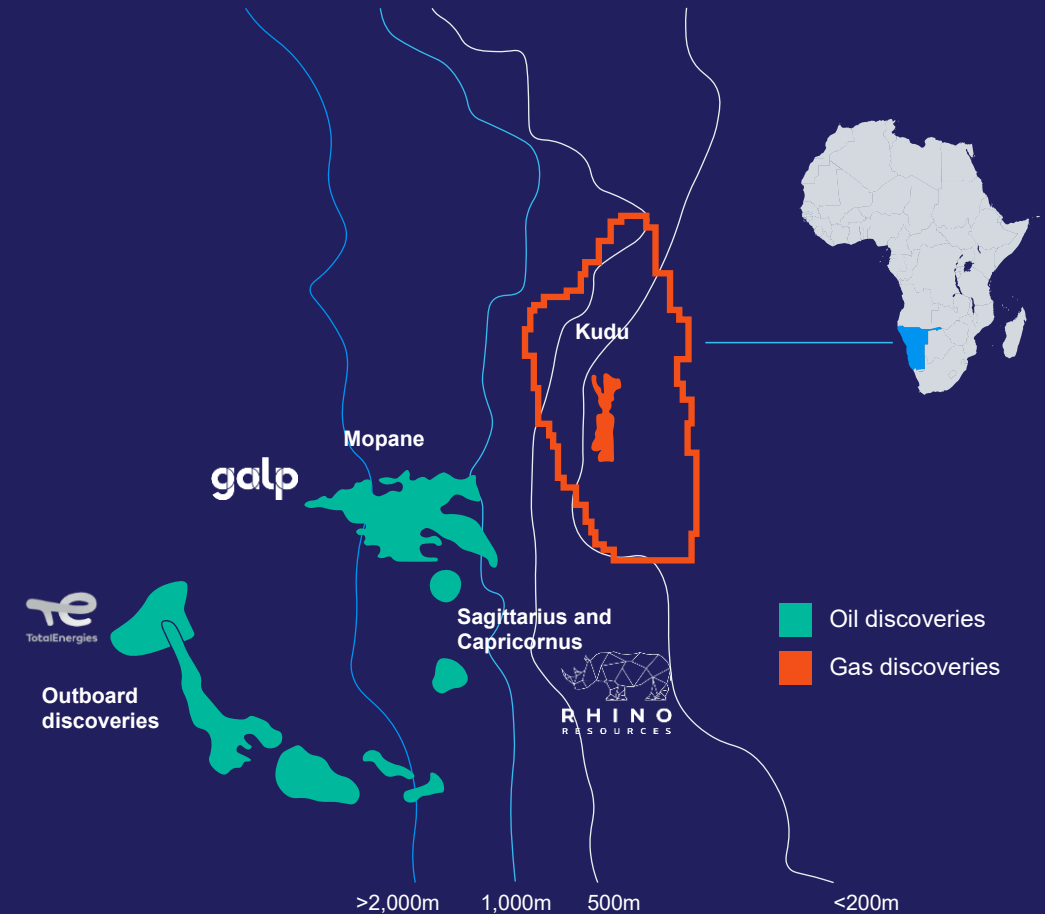 Kudu
Mopane
galp
TotalEnergies
Sagittarius and
Capricornus
Oil discoveries
Gas discoveries
Outboard
discoveries
RHINO
RESOURCES
>2,000m
1,000m
500m
<200m